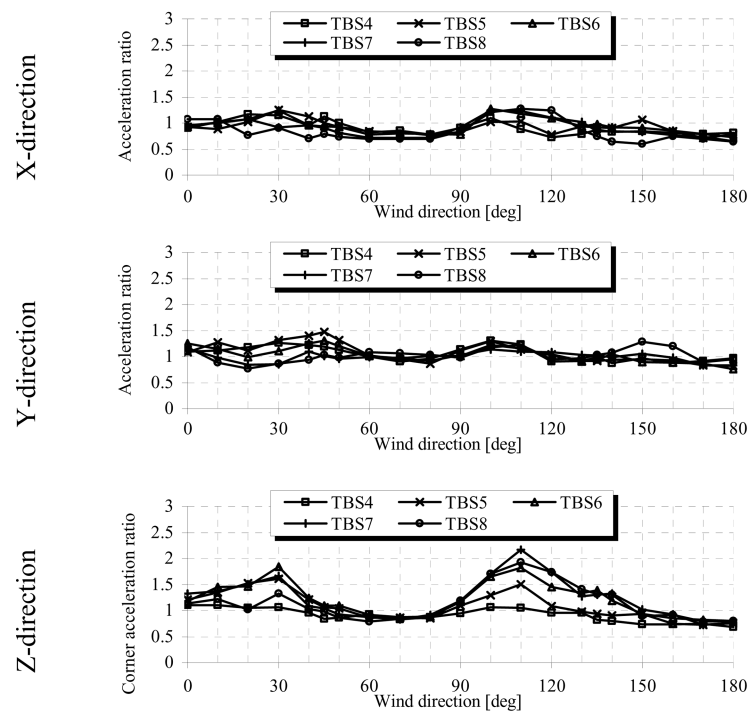 X-direction
Acceleration ratio
TBS4 TBS5 TBS6
TBS7 TBS8
3
2.5
2
1.5
1
0.5
0
0 30 60 90 120 150 180
Wind direction [deg]
Y-direction
Acceleration ratio
TBS4 TBS5 TBS6
TBS7 TBS8
3
2.5
2
1.5
1
0.5
0
0 30 60 90 120 150 180
Wind direction [deg]
Z-direction
Corner acceleration ratio
TBS4 TBS5 TBS6
TBS7 TBS8
3
2.5
2
1.5
1
0.5
0
0 30 60 90 120 150 180
Wind direction [deg]